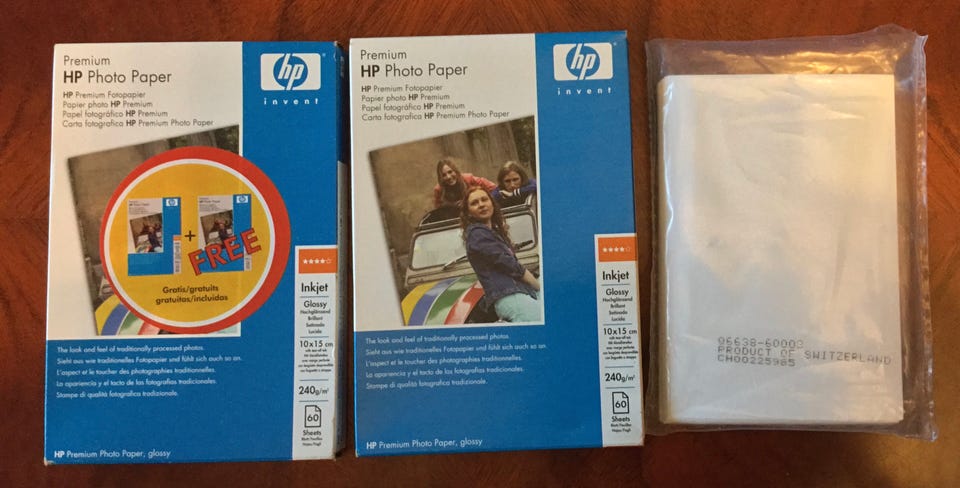 Premium
HP Photo Paper
HP Premium Fotopapier
Papier photo HP Premium
Papel fotográfico HP Premium
Carta fotografica HP Premium Photo Paper
hp
invent
+
FREE
Gratis/gratuits
gratuitas/incluidas
Inkjet
Glossy
Hochglänzend
Brillant
Satinado
Lucida
10x15 cm
240g/m²
60
Sheets
The look and feel of traditionally processed photos.
Sieht aus wie traditionelles Fotopapier und fühlt sich auch so an.
L'aspect et le toucher des photographies traditionnelles.
La apariencia y el tacto de las fotografías tradicionales.
Stampe di qualità fotografica tradizionale.
HP Premium Photo Paper, glossy
Premium
HP Photo Paper
HP Premium Fotopapier
Papier photo HP Premium
Papel fotográfico HP Premium
Carta fotografica HP Premium Photo Paper
hp
invent
Inkjet
Glossy
Hochglänzend
Brillant
Satinado
Lucida
10x15 cm
240g/m²
60
Sheets
The look and feel of traditionally processed photos.
Sieht aus wie traditionelles Fotopapier und fühlt sich auch so an.
L'aspect et le toucher des photographies traditionnelles.
La apariencia y el tacto de las fotografías tradicionales.
Stampe di qualità fotografica tradizionale.
HP Premium Photo Paper, glossy
06638-60003
PRODUCT OF SWITZERLAND
CH00225985